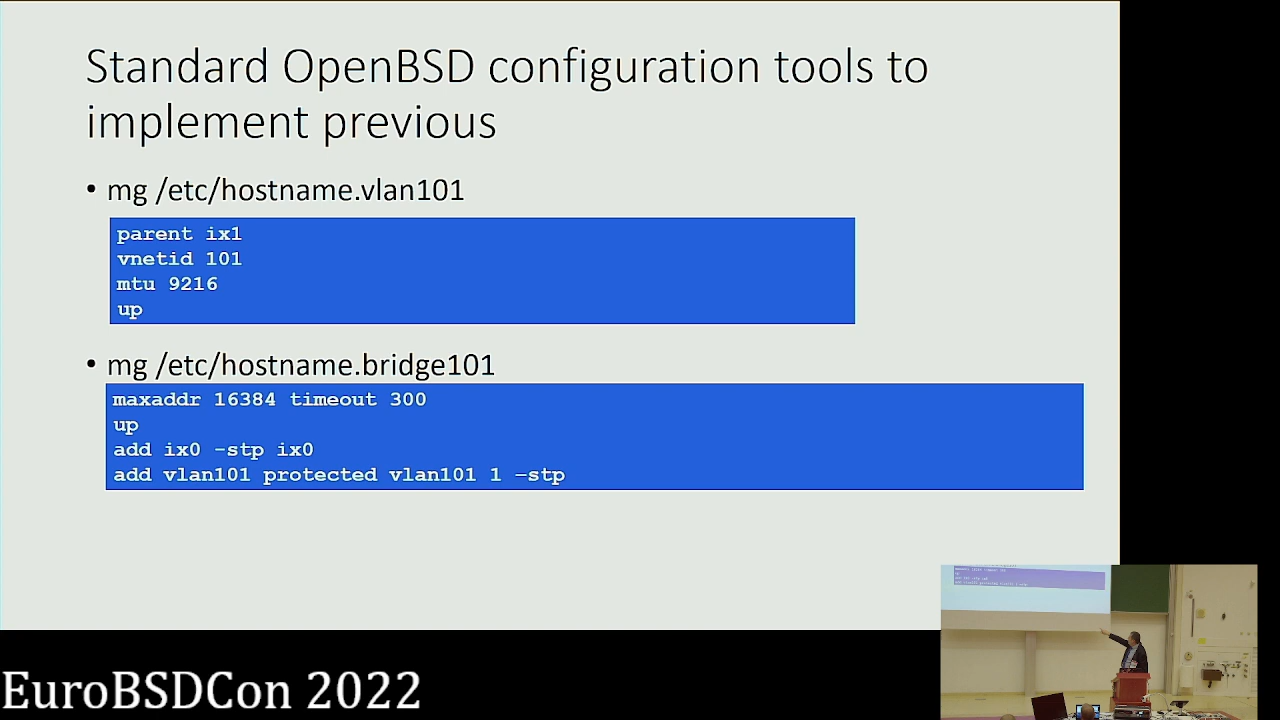 Standard OpenBSD configuration tools to
implement previous
• mg /etc/hostname.vlan101
parent ix1
vnetid 101
mtu 9216
up
• mg /etc/hostname.bridge101
maxaddr 16384 timeout 300
up
add ix0 -stp ix0
add vlan101 protected vlan101 1 –stp
EuroBSDCon 2022